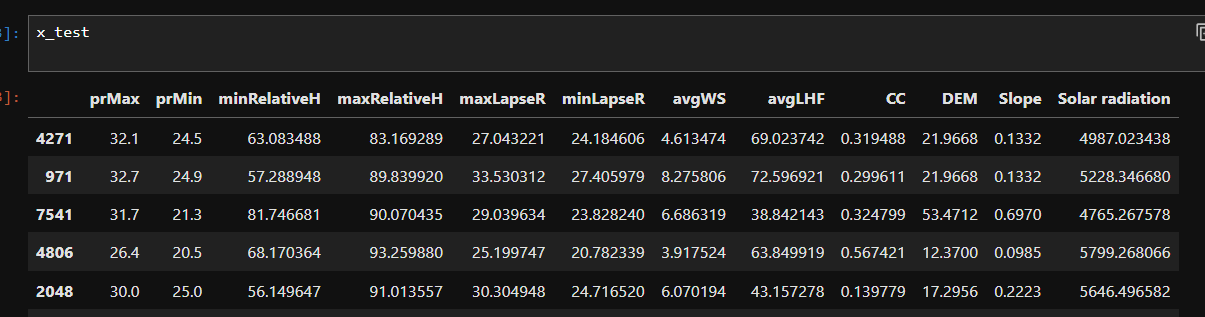 ]:
x_test
]:
prMax prMin minRelativeH maxRelativeH maxLapseR minLapseR avgWS avgLHF CC DEM Slope Solar radiation
4271 32.1 24.5 63.083488 83.169289 27.043221 24.184606 4.613474 69.023742 0.319488 21.9668 0.1332 4987.023438
971 32.7 24.9 57.288948 89.839920 33.530312 27.405979 8.275806 72.596921 0.299611 21.9668 0.1332 5228.346680
7541 31.7 21.3 81.746681 90.070435 29.039634 23.828240 6.686319 38.842143 0.324799 53.4712 0.6970 4765.267578
4806 26.4 20.5 68.170364 93.259880 25.199747 20.782339 3.917524 63.849919 0.567421 12.3700 0.0985 5799.268066
2048 30.0 25.0 56.149647 91.013557 30.304948 24.716520 6.070194 43.157278 0.139779 17.2956 0.2223 5646.496582